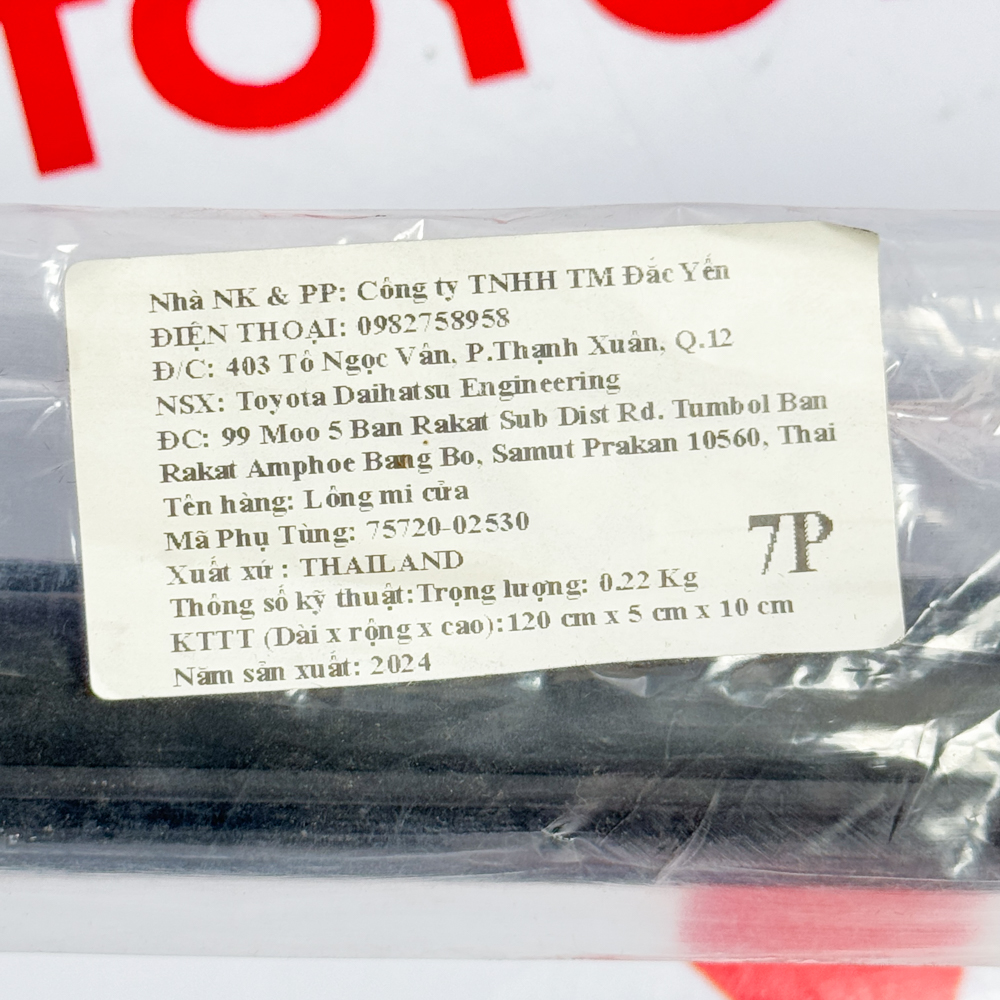 TOYO
Nhà NK & PP: Công ty TNHH TM Đắc Yến
ĐIỆN THOẠI: 0982758958
Đ/C: 403 Tô Ngọc Vân, P.Thạnh Xuân, Q.12
NSX: Toyota Daihatsu Engineering
ĐC: 99 Moo 5 Ban Rakat Sub Dist Rd. Tumbol Ban
Rakat Amphoe Bang Bo, Samut Prakan 10560, Thai
Tên hàng: Lông mi cửa
Mã Phụ Tùng: 75720-02530
7P
Xuất xứ : THAILAND
Thông số kỹ thuật:Trọng lượng: 0.22 Kg
KTTT (Dài x rộng x cao):120 cm x 5 cm x 10 cm
Năm sản xuất: 2024